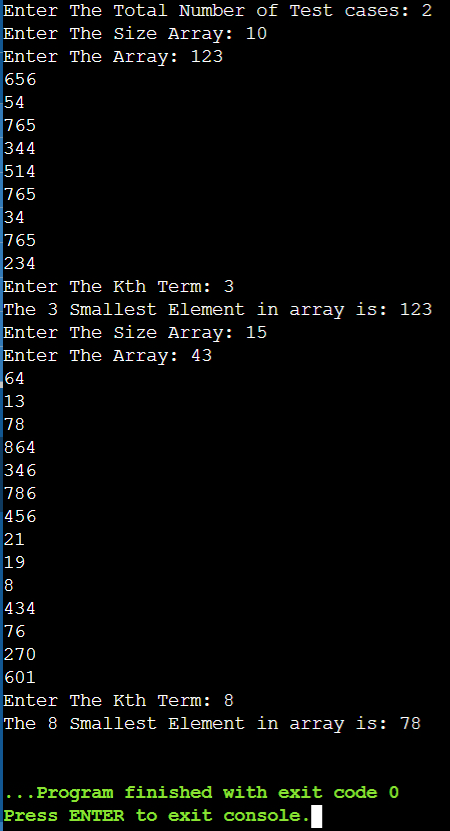 Enter The Total Number of Test cases: 2
Enter The Size Array: 10
Enter The Array: 123
656
54
765
344
514
765
34
765
234
Enter The Kth Term: 3
The 3 Smallest Element in array is: 123
Enter The Size Array: 15
Enter The Array: 43
64
13
78
864
346
786
456
21
19
8
434
76
270
601
Enter The Kth Term: 8
The 8 Smallest Element in array is: 78
...Program finished with exit code 0
Press ENTER to exit console.